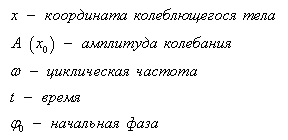 x − координата колеблющегося тела
A (x₀) − амплитуда колебания
ω − циклическая частота
t − время
φ₀ − начальная фаза